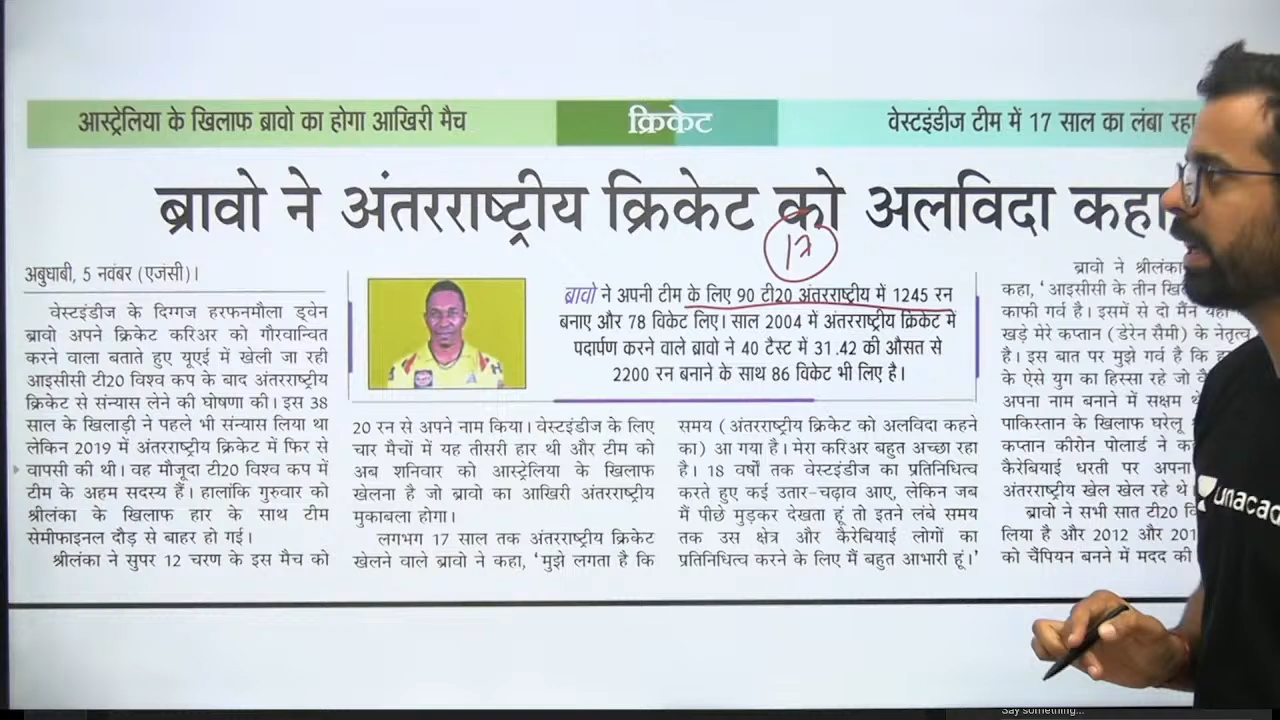 आस्ट्रेलिया के खिलाफ ब्रावो का होगा आखिरी मैच
क्रिकेट
वेस्टइंडीज टीम में 17 साल का लंबा रहा
ब्रावो ने अंतरराष्ट्रीय क्रिकेट को अलविदा कहा
17
अबुधाबी, 5 नवंबर (एजंसी)।
वेस्टइंडीज के दिग्गज हरफनमौला ड्वेन
ब्रावो अपने क्रिकेट करिअर को गौरवान्वित
करने वाला बताते हुए यूएई में खेली जा रही
आइसीसी टी20 विश्व कप के बाद अंतरराष्ट्रीय
क्रिकेट से संन्यास लेने की घोषणा की। इस 38
साल के खिलाड़ी ने पहले भी संन्यास लिया था
लेकिन 2019 में अंतरराष्ट्रीय क्रिकेट में फिर से
वापसी की थी। वह मौजूदा टी20 विश्व कप में
टीम के अहम सदस्य हैं। हालांकि गुरुवार को
श्रीलंका के खिलाफ हार के साथ टीम
सेमीफाइनल दौड़ से बाहर हो गई।
श्रीलंका ने सुपर 12 चरण के इस मैच को
ब्रावो ने अपनी टीम के लिए 90 टी20 अंतरराष्ट्रीय में 1245 रन
बनाए और 78 विकेट लिए। साल 2004 में अंतरराष्ट्रीय क्रिकेट में
पदार्पण करने वाले ब्रावो ने 40 टैस्ट में 31.42 की औसत से
2200 रन बनाने के साथ 86 विकेट भी लिए है।
20 रन से अपने नाम किया। वेस्टइंडीज के लिए
चार मैचों में यह तीसरी हार थी और टीम को
अब शनिवार को आस्ट्रेलिया के खिलाफ
खेलना है जो ब्रावो का आखिरी अंतरराष्ट्रीय
मुकाबला होगा।
लगभग 17 साल तक अंतरराष्ट्रीय क्रिकेट
खेलने वाले ब्रावो ने कहा, 'मुझे लगता है कि
समय (अंतरराष्ट्रीय क्रिकेट को अलविदा कहने
का) आ गया है। मेरा करिअर बहुत अच्छा रहा
है। 18 वर्षों तक वेस्टइंडीज का प्रतिनिधित्व
करते हुए कई उतार-चढ़ाव आए, लेकिन जब
मैं पीछे मुड़कर देखता हूं तो इतने लंबे समय
तक उस क्षेत्र और कैरेबियाई लोगों का
प्रतिनिधित्व करने के लिए मैं बहुत आभारी हूं।'
ब्रावो ने श्रीलंका
कहा, 'आइसीसी के तीन
काफी गर्व है। इसमें से दो मैंने
खड़े मेरे कप्तान (डेरेन सैमी) के नेतृत्व
है। इस बात पर मुझे गर्व है कि
के ऐसे युग का हिस्सा रहे जो
अपना नाम बनाने में सक्षम
पाकिस्तान के खिलाफ घरेलू
कप्तान कीरोन पोलार्ड ने
कैरेबियाई धरती पर अपना
अंतरराष्ट्रीय खेल खेल रहे थे
ब्रावो ने सभी सात टी20
लिया है और 2012 और
को चैंपियन बनने में मदद की
unacad
Say something...